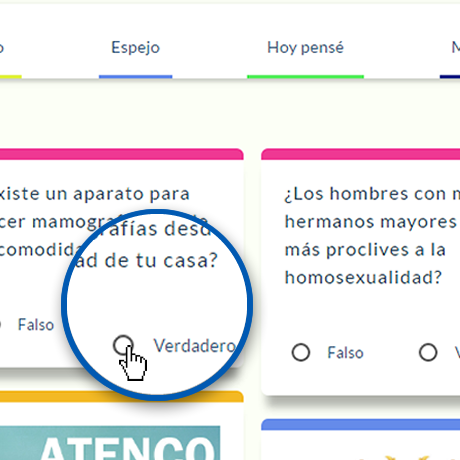 o Espejo Hoy pensé M
xiste un aparato para
cer mamografías desd
comodidad de tu casa?
Falso Verdadero
¿Los hombres con m
hermanos mayores
más proclives a la
homosexualidad?
Falso V
ATENCO